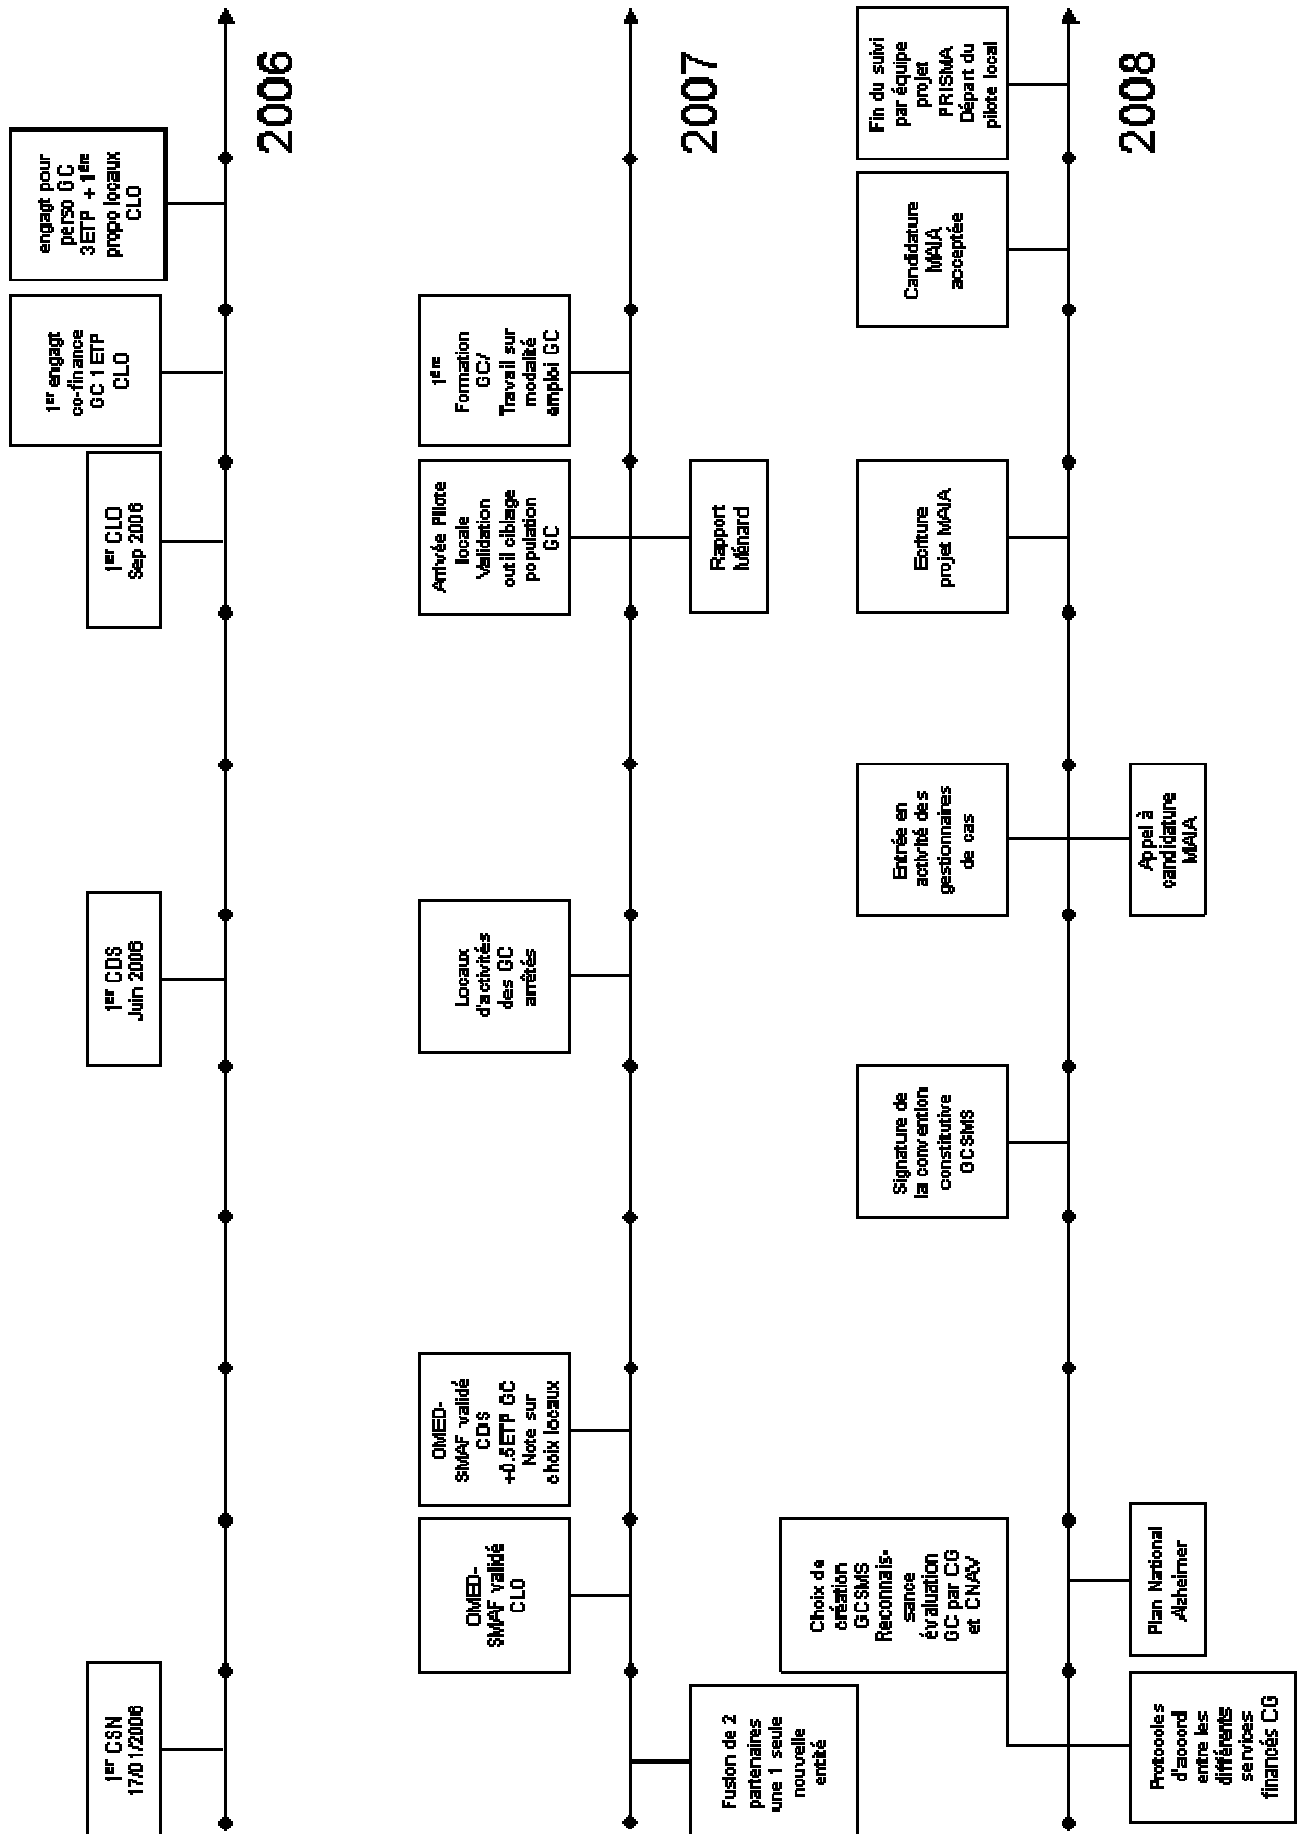 1er CSN
17/01/2006
1er CDS
Juin 2006
1er CLO
Sep 2006
1er engagt
co-finance
GC 1 ETP
CLO
engagt pour
perso GC
3ETP + 1ère
propo locaux
CLO
2006
Fusion de 2
partenaires
une 1 seule
nouvelle
entité
OMED-
SMAF validé
CLO
OMED-
SMAF validé
CDS
+0.5ETP GC
Note sur
choix locaux
Locaux
d'activités
des GC
arrêtés
Arrivée Pilote
locale
Validation
outil ciblage
population
GC
Rapport
Ménard
1ère
Formation
GC/
Travail sur
modalité
emploi GC
2007
Choix de
création
GCSMS
Reconnais-
sance
évaluation
GC par CG
et CNAV
Protocoles
d'accord
entre les
différents
services
financés CG
Plan National
Alzheimer
Signature de
la convention
constitutive
GCSMS
Entrée en
activité des
gestionnaires
de cas
Appel à
candidature
MAIA
Ecriture
projet MAIA
Candidature
MAIA
acceptée
Fin du suivi
par équipe
projet
PRISMA
Départ du
pilote local
2008